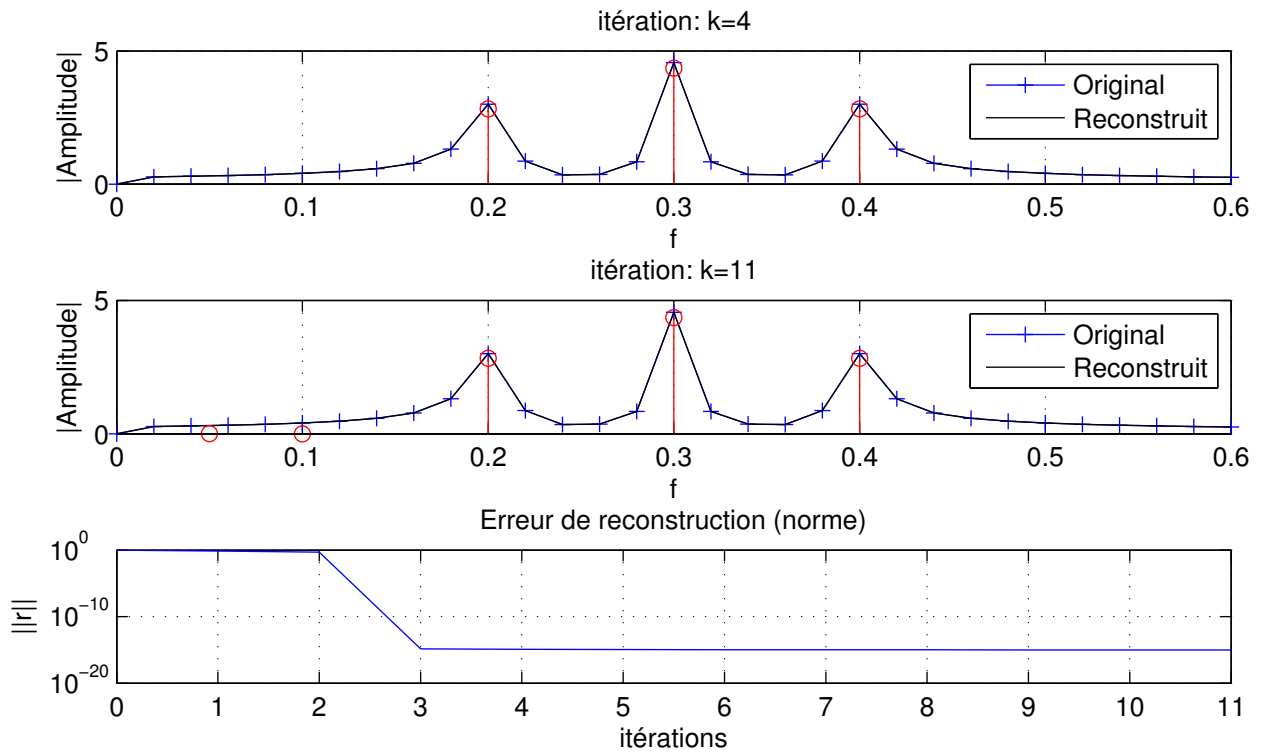 itération: k=4
5
0
|Amplitude|
Original
Reconstruit
0 0.1 0.2 0.3 0.4 0.5 0.6
f
itération: k=11
5
0
|Amplitude|
Original
Reconstruit
0 0.1 0.2 0.3 0.4 0.5 0.6
f
Erreur de reconstruction (norme)
10^0
10^-10
10^-20
||r||
0 1 2 3 4 5 6 7 8 9 10 11
itérations